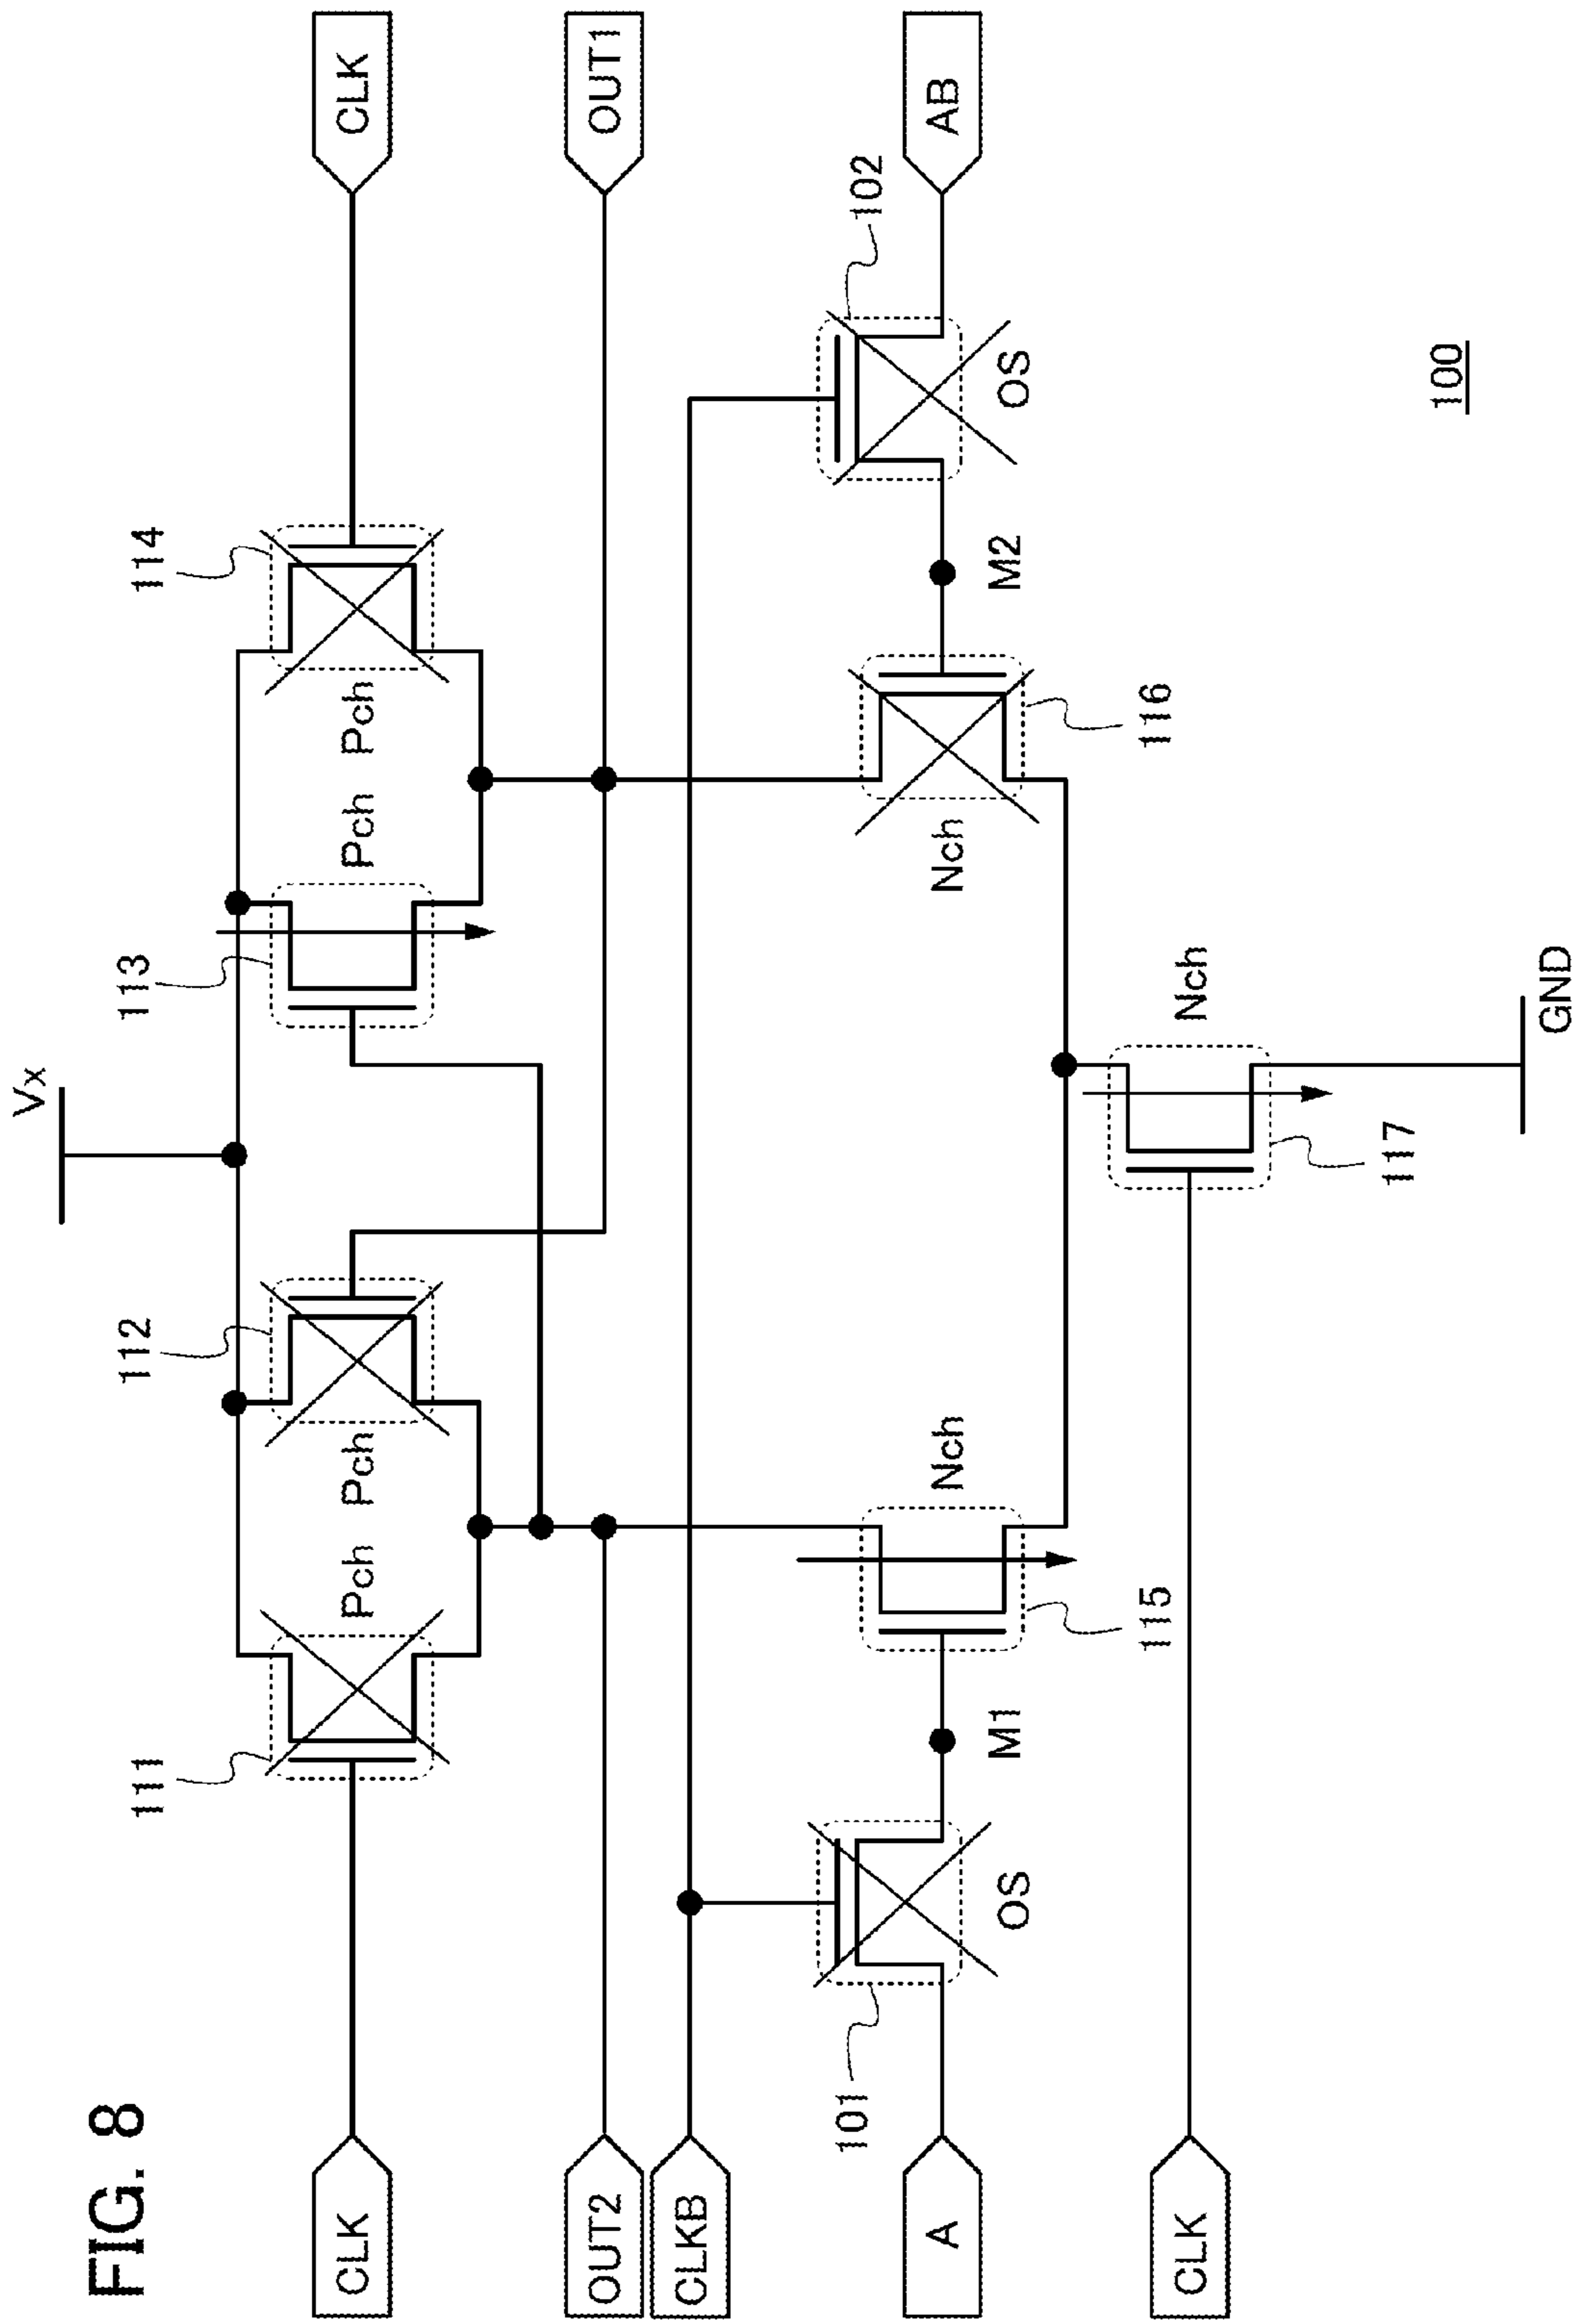 FIG. 8
Vx
111
112
113
114
CLK
Pch
Pch
Pch
Pch
CLK
OUT2
OUT1
CLKB
101
102
A
OS
M1
115
Nch
Nch
116
M2
OS
AB
CLK
117
Nch
GND
100